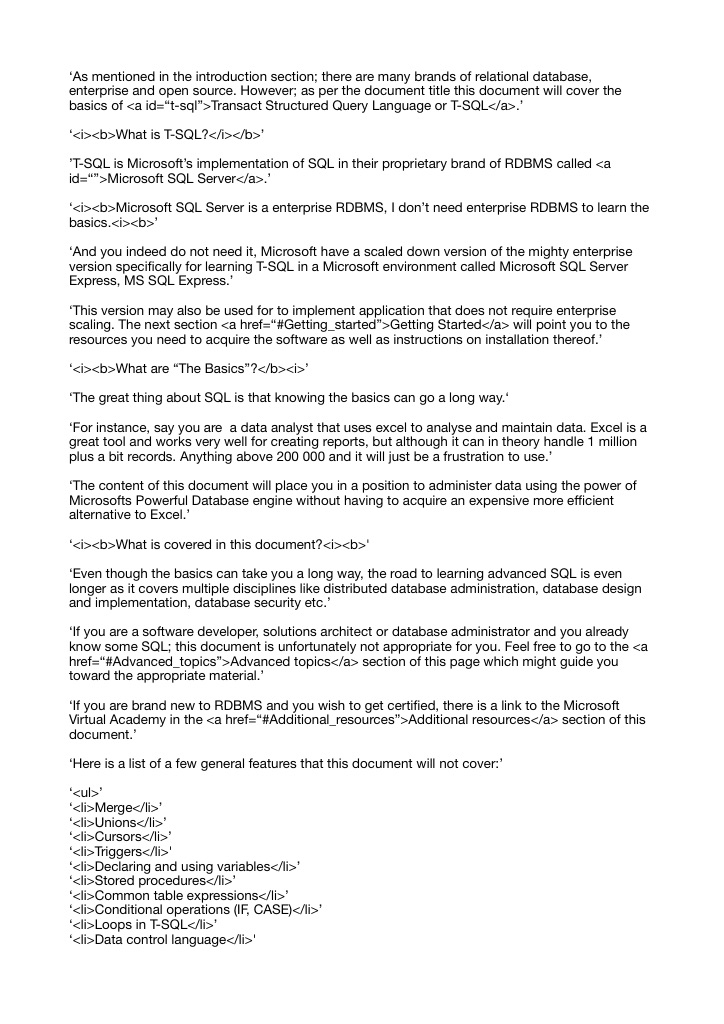 ‘As mentioned in the introduction section; there are many brands of relational database,
enterprise and open source. However; as per the document title this document will cover the
basics of <a id=“t-sql”>Transact Structured Query Language or T-SQL</a>.’
‘<i><b>What is T-SQL?</i></b>’
’T-SQL is Microsoft’s implementation of SQL in their proprietary brand of RDBMS called <a
id=“”>Microsoft SQL Server</a>.’
‘<i><b>Microsoft SQL Server is a enterprise RDBMS, I don’t need enterprise RDBMS to learn the
basics.<i><b>’
‘And you indeed do not need it, Microsoft have a scaled down version of the mighty enterprise
version specifically for learning T-SQL in a Microsoft environment called Microsoft SQL Server
Express, MS SQL Express.’
‘This version may also be used for to implement application that does not require enterprise
scaling. The next section <a href=“#Getting_started”>Getting Started</a> will point you to the
resources you need to acquire the software as well as instructions on installation thereof.’
‘<i><b>What are “The Basics”?</b><i>’
‘The great thing about SQL is that knowing the basics can go a long way.‘
‘For instance, say you are  a data analyst that uses excel to analyse and maintain data. Excel is a
great tool and works very well for creating reports, but although it can in theory handle 1 million
plus a bit records. Anything above 200 000 and it will just be a frustration to use.’
‘The content of this document will place you in a position to administer data using the power of
Microsofts Powerful Database engine without having to acquire an expensive more efficient
alternative to Excel.’
‘<i><b>What is covered in this document?<i><b>'
‘Even though the basics can take you a long way, the road to learning advanced SQL is even
longer as it covers multiple disciplines like distributed database administration, database design
and implementation, database security etc.’
‘If you are a software developer, solutions architect or database administrator and you already
know some SQL; this document is unfortunately not appropriate for you. Feel free to go to the <a
href=“#Advanced_topics”>Advanced topics</a> section of this page which might guide you
toward the appropriate material.’
‘If you are brand new to RDBMS and you wish to get certified, there is a link to the Microsoft
Virtual Academy in the <a href=“#Additional_resources”>Additional resources</a> section of this
document.’
‘Here is a list of a few general features that this document will not cover:’
‘<ul>’
‘<li>Merge</li>’
‘<li>Unions</li>’
‘<li>Cursors</li>’
‘<li>Triggers</li>'
‘<li>Declaring and using variables</li>’
‘<li>Stored procedures</li>’
‘<li>Common table expressions</li>’
‘<li>Conditional operations (IF, CASE)</li>’
‘<li>Loops in T-SQL</li>’
‘<li>Data control language</li>'